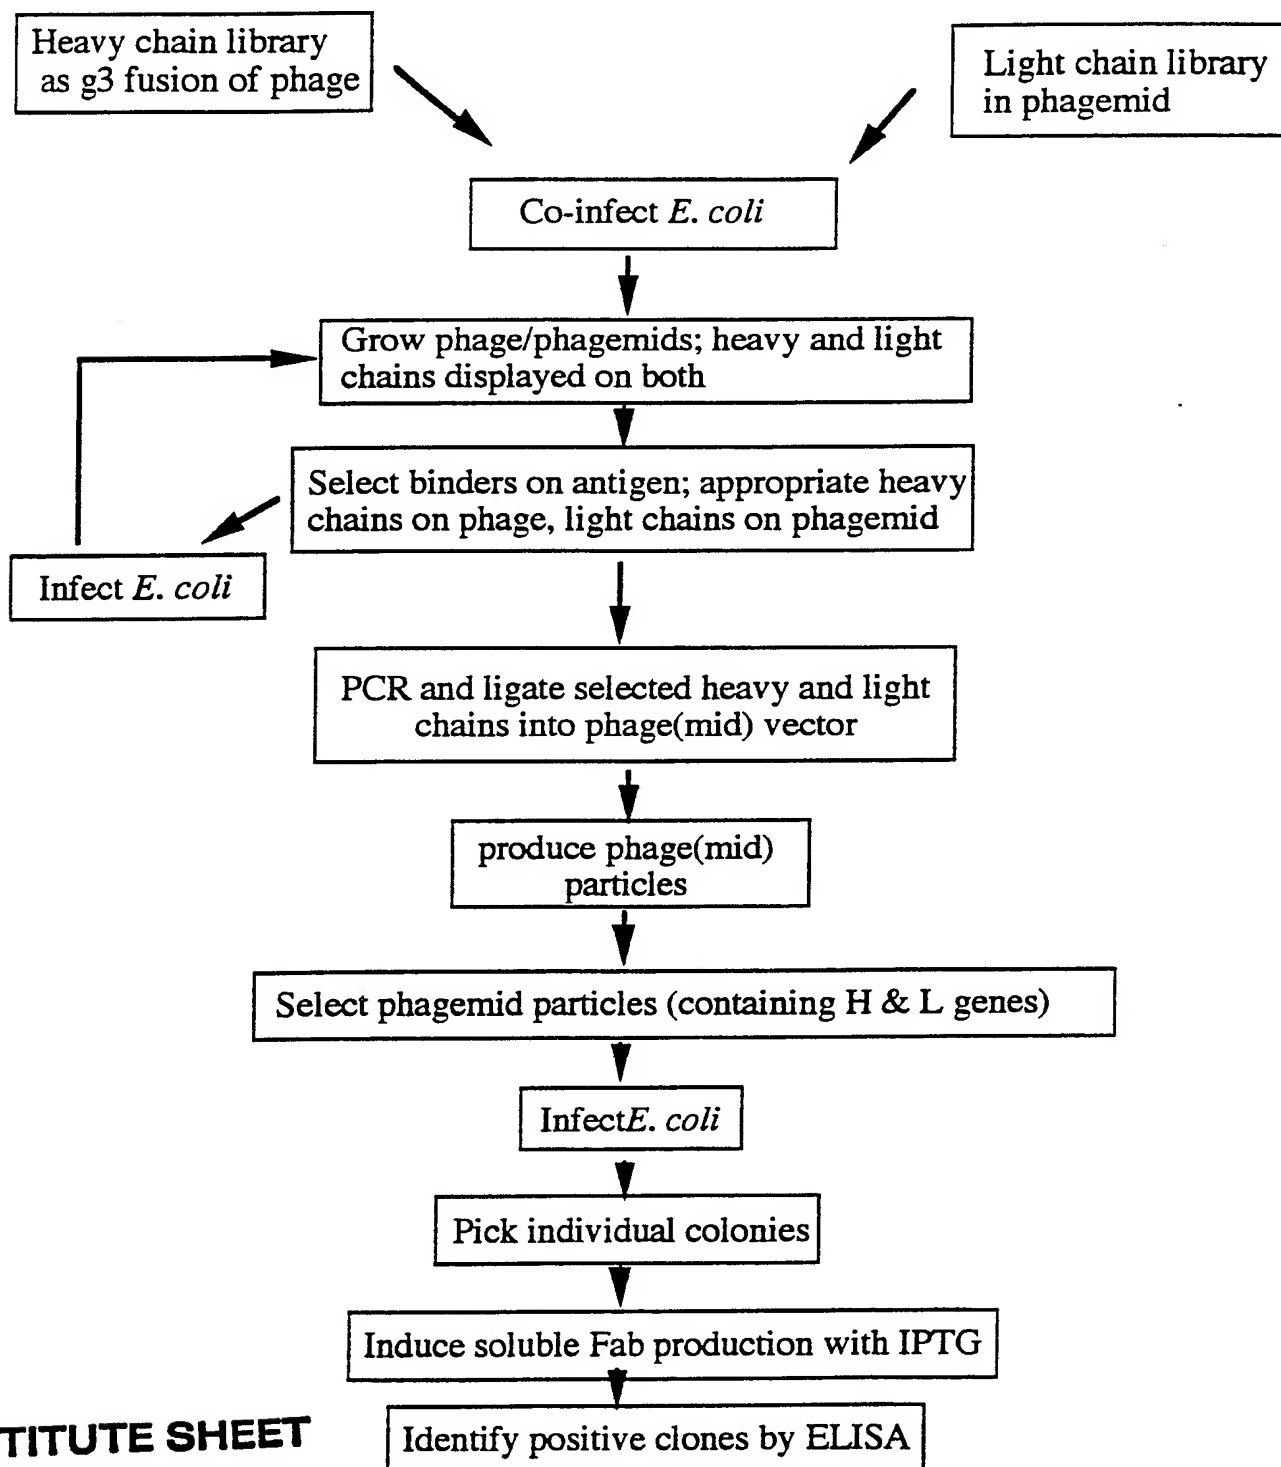 Heavy chain library
as g3 fusion of phage
Light chain library
in phagemid
Co-infect E. coli
Grow phage/phagemids; heavy and light
chains displayed on both
Select binders on antigen; appropriate heavy
chains on phage, light chains on phagemid
Infect E. coli
PCR and ligate selected heavy and light
chains into phage(mid) vector
produce phage(mid)
particles
Select phagemid particles (containing H & L genes)
InfectE. coli
Pick individual colonies
Induce soluble Fab production with IPTG
Identify positive clones by ELISA
TITUTE SHEET